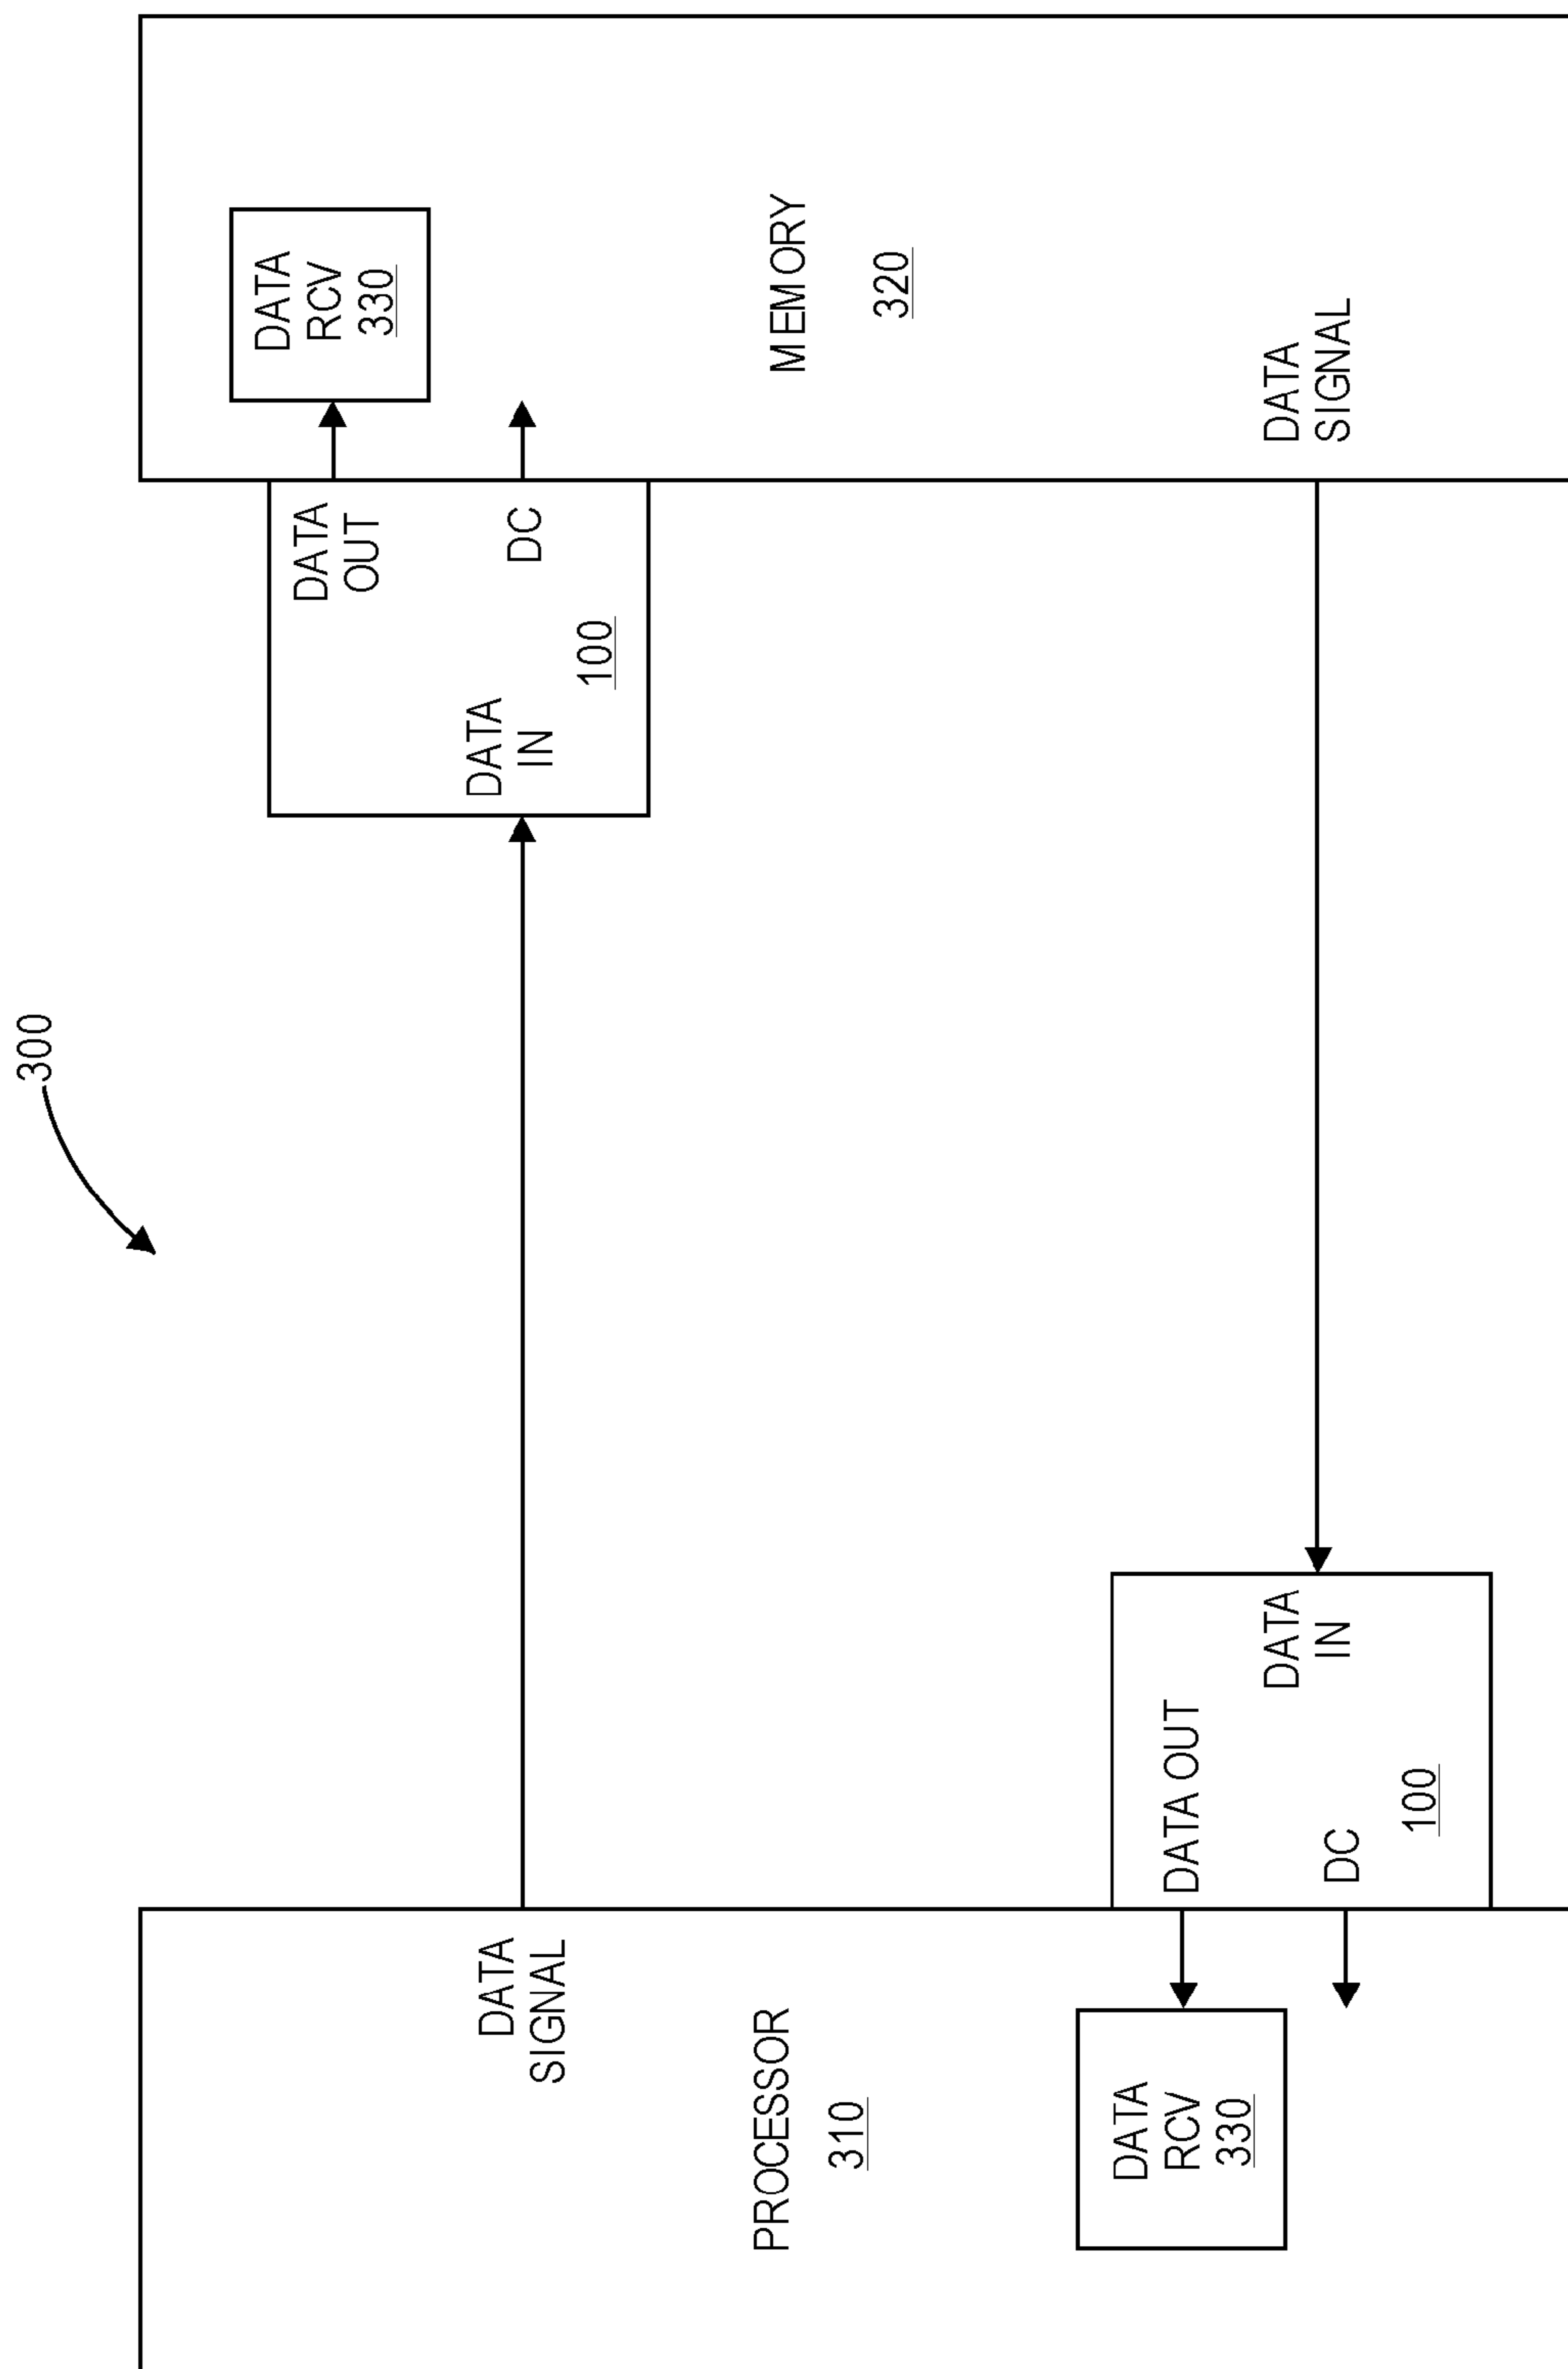 300
DATA
SIGNAL
PROCESSOR
310
DATA
RCV
330
DATA OUT
DC
100
DATA
IN
DATA
IN
100
DATA
OUT
DC
DATA
RCV
330
MEMORY
320
DATA
SIGNAL